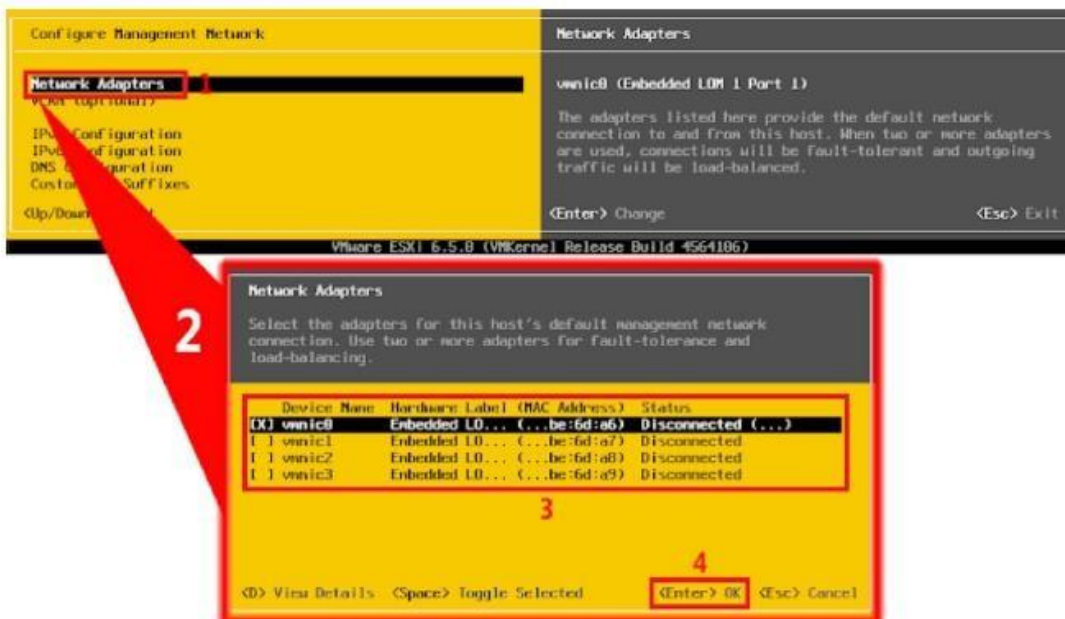 Configure Management Network
Network Adapters
1
VLAN (optional)
Configuration
Configuration
DNS
Suffixes
<Up/Down
Network Adapters
vmnic0 (Embedded LOM 1 Port 1)
The adapters listed here provide the default network
connection to and from this host. When two or more adapters
are used, connections will be fault-tolerant and outgoing
traffic will be load-balanced.
<Enter> Change
<Esc> Exit
VMware ESXi 6.5.0 (VMKernel Release Build 4564106)
2
Network Adapters
Select the adapters for this host's default management network
connection. Use two or more adapters for fault-tolerance and
load-balancing.
Device Name Hardware Label (MAC Address) Status
[X] vmnic0 Embedded LO... (...be:6d:a6) Disconnected (...)
[ ] vmnic1 Embedded LO... (...be:6d:a7) Disconnected
[ ] vmnic2 Embedded LO... (...be:6d:a8) Disconnected
[ ] vmnic3 Embedded LO... (...be:6d:a9) Disconnected
3
4
<D> View Details <Space> Toggle Selected <Enter> OK <Esc> Cancel